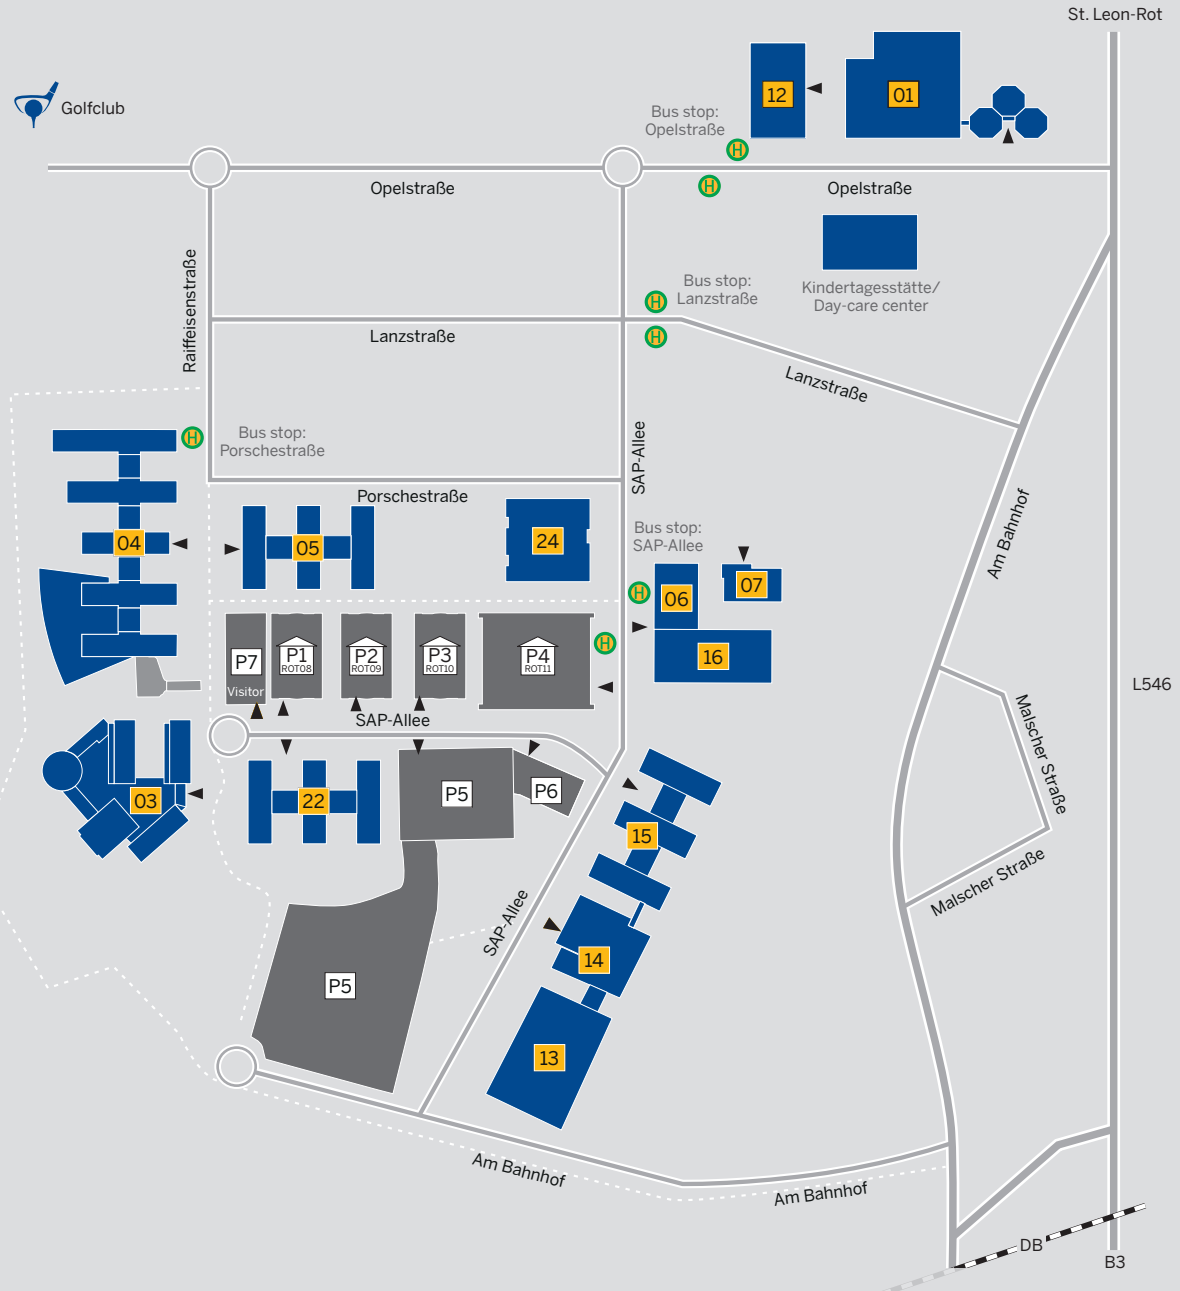 St. Leon-Rot
Golfclub
12
01
Bus stop:
Opelstraße
H
H
Opelstraße
Opelstraße
Raiffeisenstraße
Bus stop:
Lanzstraße
H
H
Kindertagesstätte/
Day-care center
Lanzstraße
Lanzstraße
H
Bus stop:
Porschestraße
SAP-Allee
Porschestraße
Am Bahnhof
04
05
24
Bus stop:
SAP-Allee
H
06
07
16
H
P7
Visitor
P1
ROT08
P2
ROT09
P3
ROT10
P4
ROT11
L546
SAP-Allee
Malscher Straße
03
22
P5
P6
15
Malscher Straße
SAP-Allee
14
P5
13
Am Bahnhof
Am Bahnhof
DB
B3